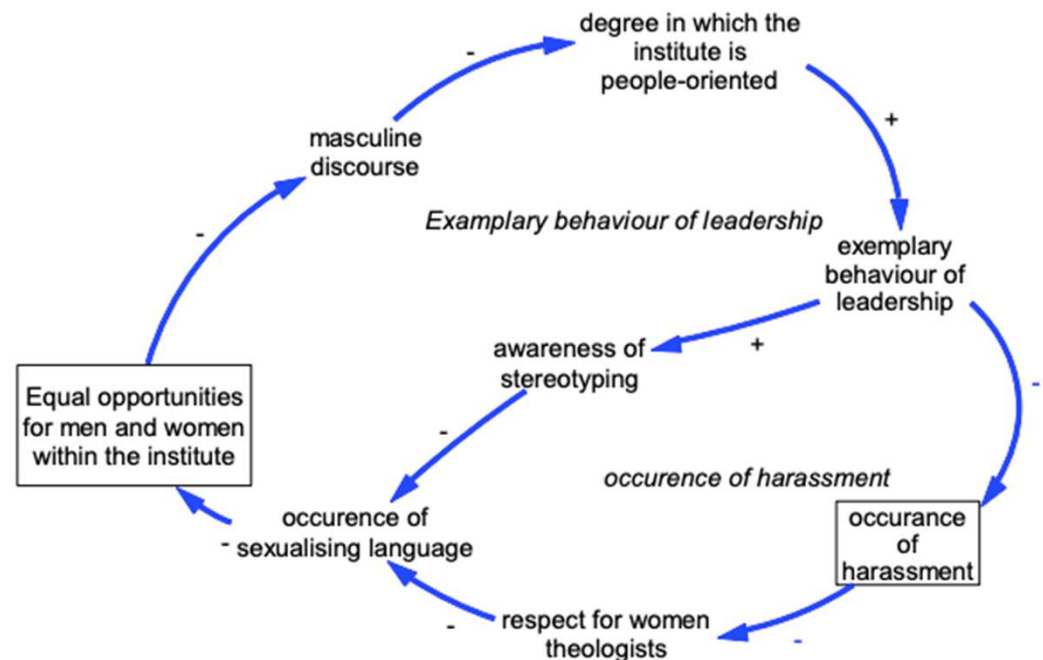 degree in which the
institute is
people-oriented
-
+
masculine
discourse
-
Examplary behaviour of leadership
exemplary
behaviour of
leadership
awareness of
stereotyping
+
-
Equal opportunities
for men and women
within the institute
-
occurence of harassment
occurance
of
harassment
occurence of
sexualising language
-
respect for women
theologists
-
-